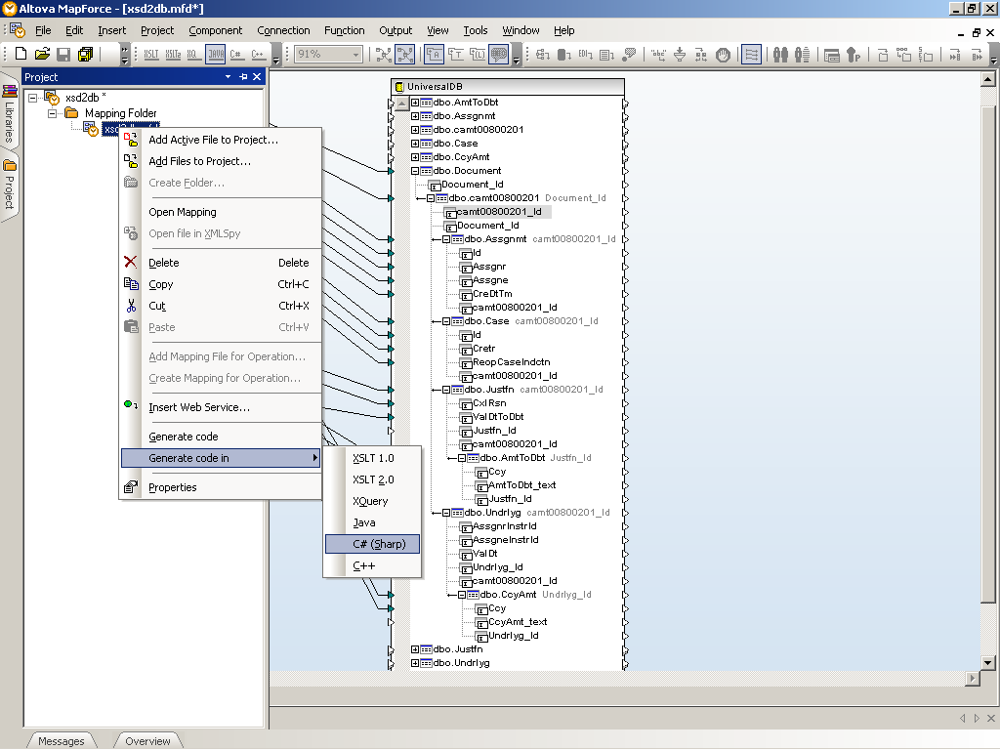 Altova MapForce - [xsd2db.mfd*]
File Edit Insert Project Component Connection Function Output View Tools Window Help
XSLT XSLT2 XQ JAVA C# C++ 91%
Project
Libraries
Project
xsd2db *
Mapping Folder
Add Active File to Project...
Add Files to Project...
Create Folder...
Open Mapping
Open file in XMLSpy
Delete Delete
Copy Ctrl+C
Cut Ctrl+X
Paste Ctrl+V
Add Mapping File for Operation...
Create Mapping for Operation...
Insert Web Service...
Generate code
Generate code in
Properties
XSLT 1.0
XSLT 2.0
XQuery
Java
C# (Sharp)
C++
UniversalDB
dbo.AmtToDbt
dbo.Assgnmt
dbo.camt00800201
dbo.Case
dbo.CcyAmt
dbo.Document
Document_Id
dbo.camt00800201 Document_Id
camt00800201_Id
Document_Id
dbo.Assgnmt camt00800201_Id
Id
Assgnr
Assgne
CreDtTm
camt00800201_Id
dbo.Case camt00800201_Id
Id
Cretr
ReopCaseIndctn
camt00800201_Id
dbo.Justfn camt00800201_Id
CxlRsn
ValDtToDbt
Justfn_Id
camt00800201_Id
dbo.AmtToDbt Justfn_Id
Ccy
AmtToDbt_text
Justfn_Id
dbo.Undrlyg camt00800201_Id
AssgnrInstrId
AssgneInstrId
ValDt
Undrlyg_Id
camt00800201_Id
dbo.CcyAmt Undrlyg_Id
Ccy
CcyAmt_text
Undrlyg_Id
dbo.Justfn
dbo.Undrlyg
Messages Overview